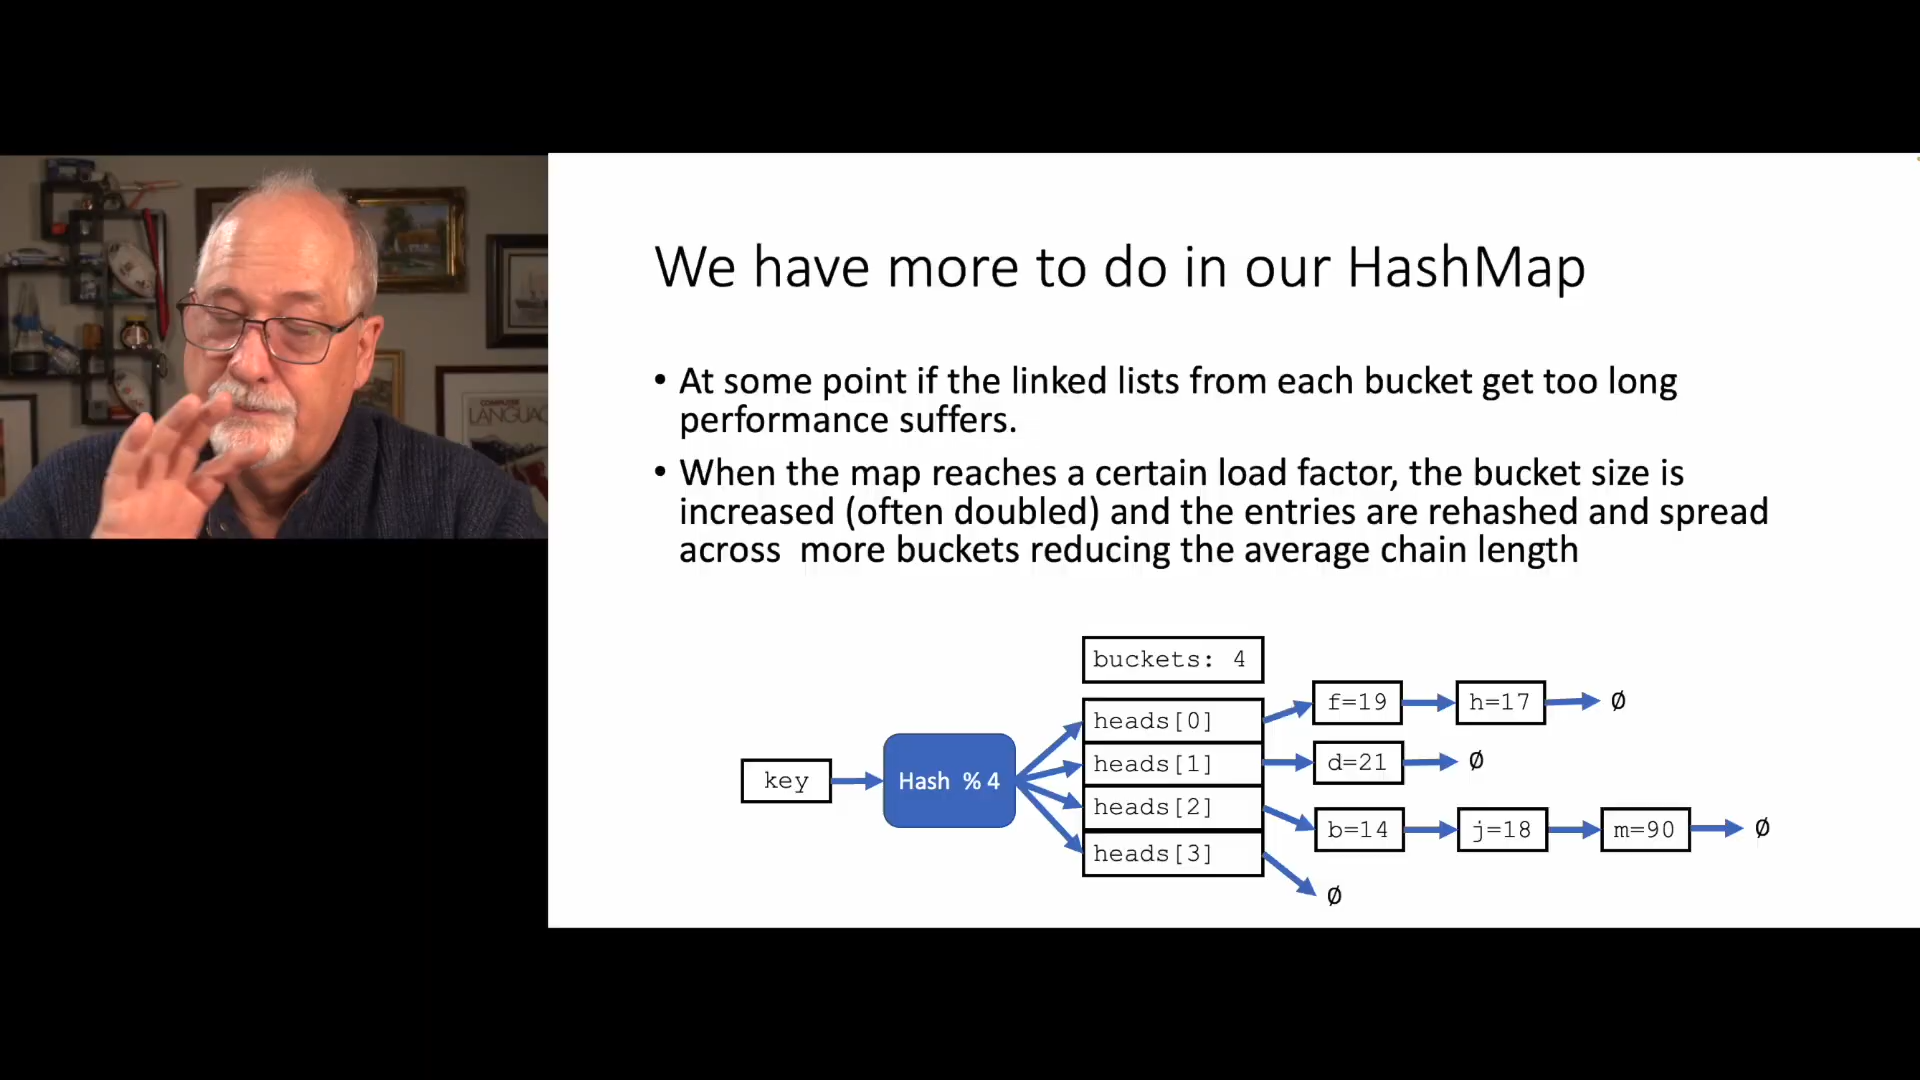 COMPUTER
LANGUAG
We have more to do in our HashMap
• At some point if the linked lists from each bucket get too long
performance suffers.
• When the map reaches a certain load factor, the bucket size is
increased (often doubled) and the entries are rehashed and spread
across more buckets reducing the average chain length
buckets: 4
key
Hash % 4
heads[0]
f=19
h=17
Ø
heads[1]
d=21
Ø
heads[2]
b=14
j=18
m=90
Ø
heads[3]
Ø